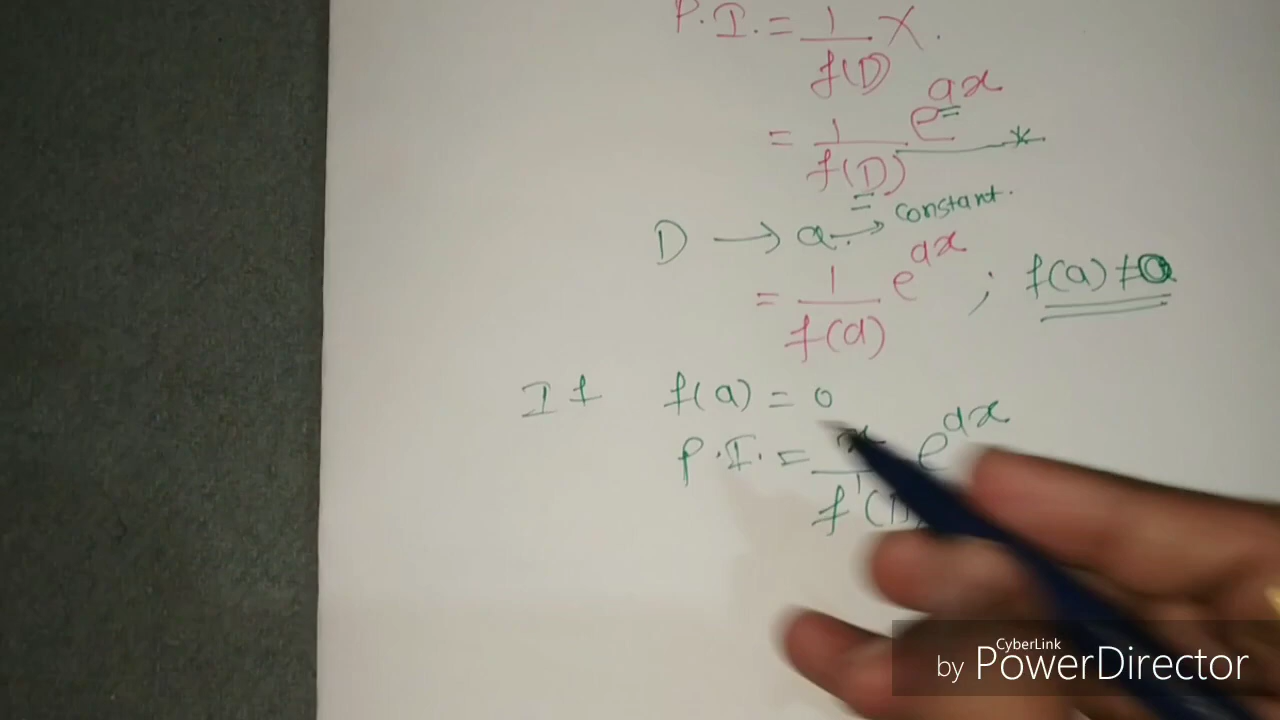 P.I. = 1/f(D) X.
= 1/f(D) e^ax
D → a. → constant.
= 1/f(a) e^ax ; f(a) ≠ 0
If f(a) = 0
P.I. = x/f'(D) e^ax
CyberLink
by PowerDirector